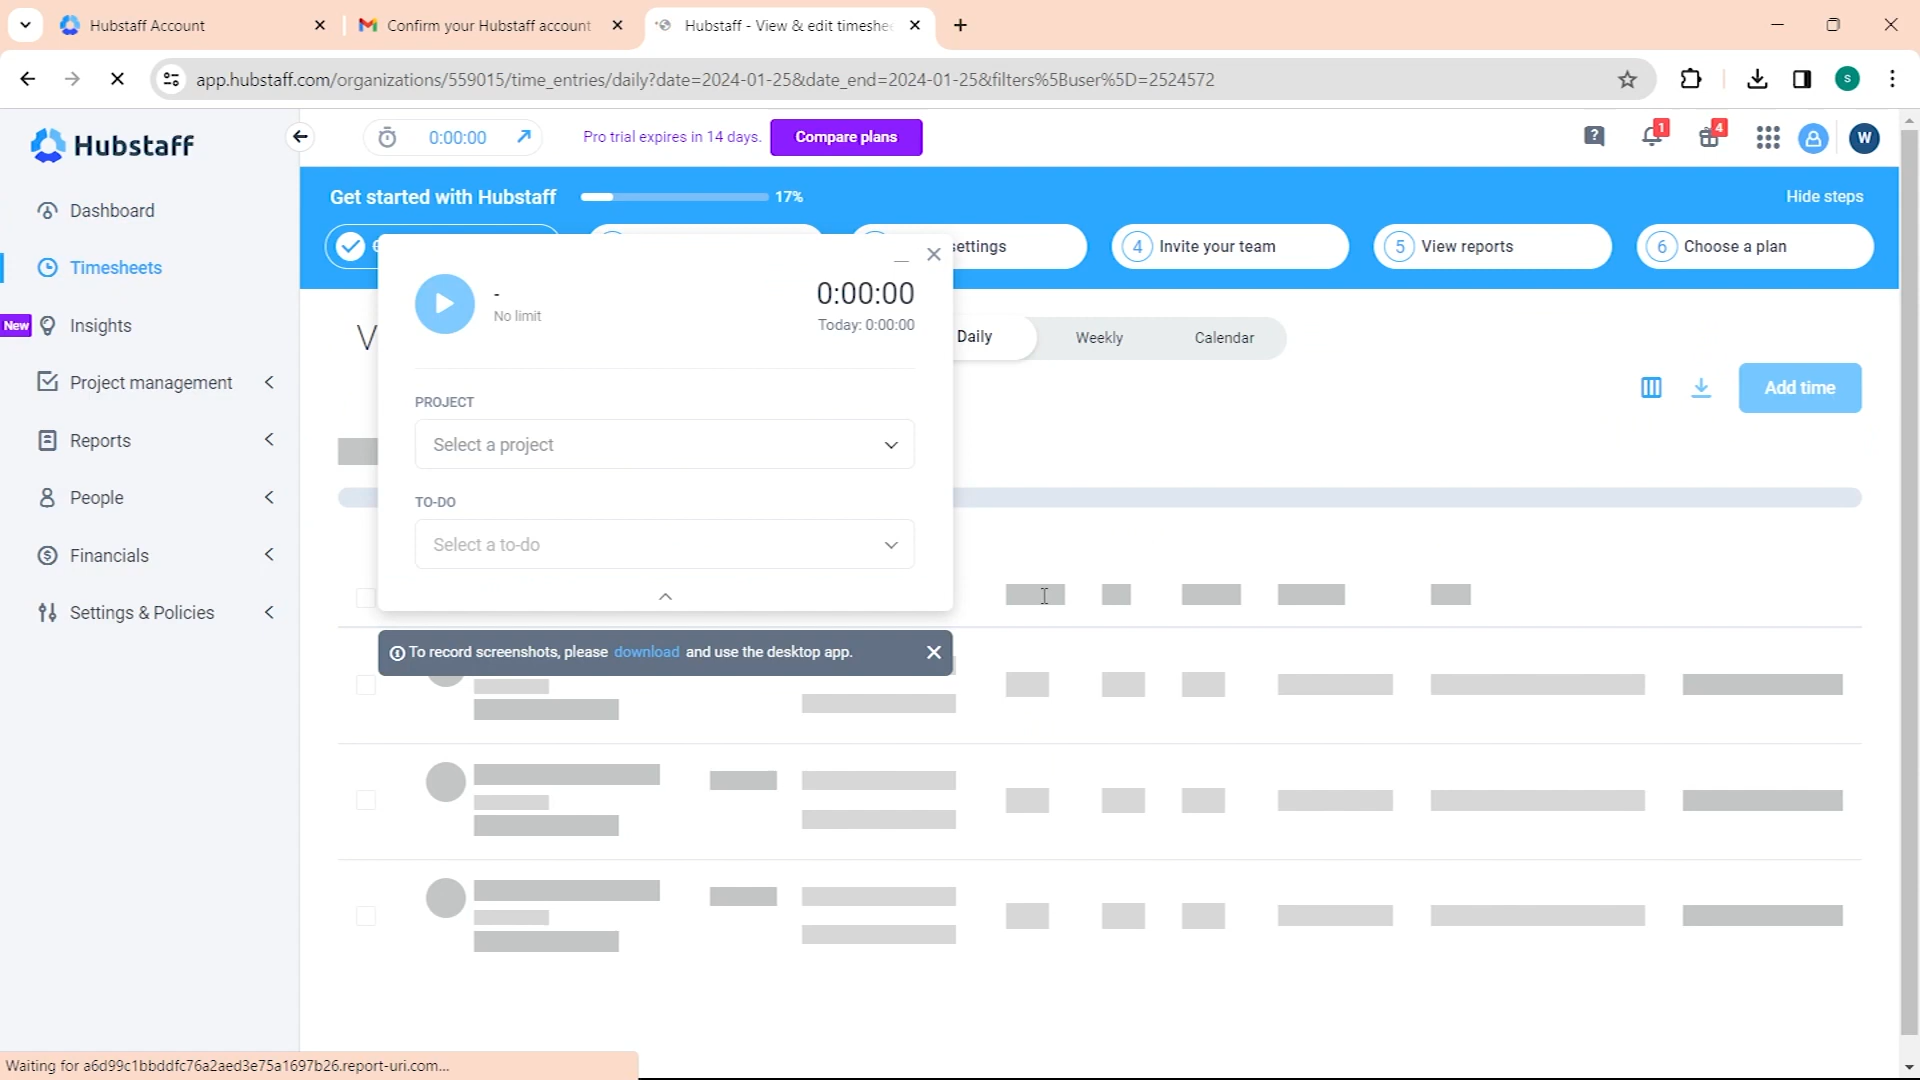 Hubstaff Account
Confirm your Hubstaff account
Hubstaff - View & edit timeshe
app.hubstaff.com/organizations/559015/time_entries/daily?date=2024-01-25&date_end=2024-01-25&filters%5Buser%5D=2524572
S
Hubstaff
0:00:00
Pro trial expires in 14 days.
Compare plans
?
1
4
W
Get started with Hubstaff
17%
Hide steps
settings
4 Invite your team
5 View reports
6 Choose a plan
Dashboard
Timesheets
New Insights
Project management
Reports
People
Financials
Settings & Policies
V
Daily
Weekly
Calendar
Add time
-
No limit
0:00:00
Today: 0:00:00
PROJECT
Select a project
TO-DO
Select a to-do
To record screenshots, please download and use the desktop app.
Waiting for a6d99c1bbddfc76a2aed3e75a1697b26.report-uri.com...